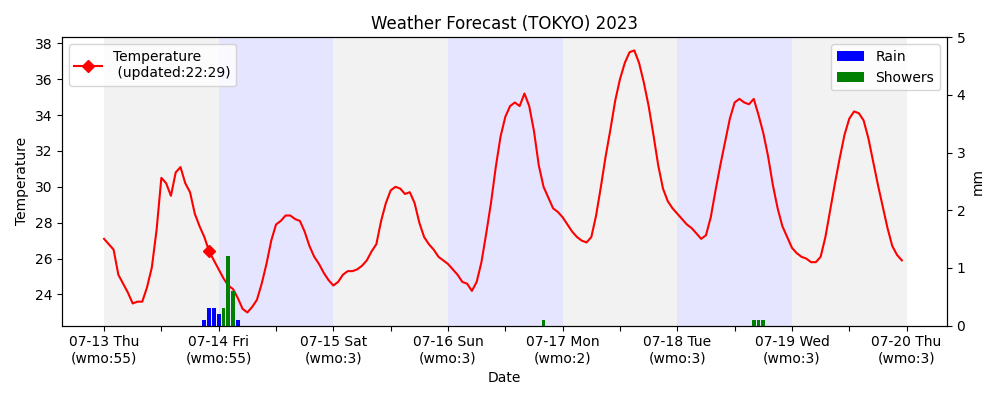 Weather Forecast (TOKYO) 2023
Temperature
(updated:22:29)
Rain
Showers
38
36
34
32
30
28
26
24
Temperature
5
4
3
2
1
0
mm
07-13 Thu
(wmo:55)
07-14 Fri
(wmo:55)
07-15 Sat
(wmo:3)
07-16 Sun
(wmo:3)
07-17 Mon
(wmo:2)
07-18 Tue
(wmo:3)
07-19 Wed
(wmo:3)
07-20 Thu
(wmo:3)
Date